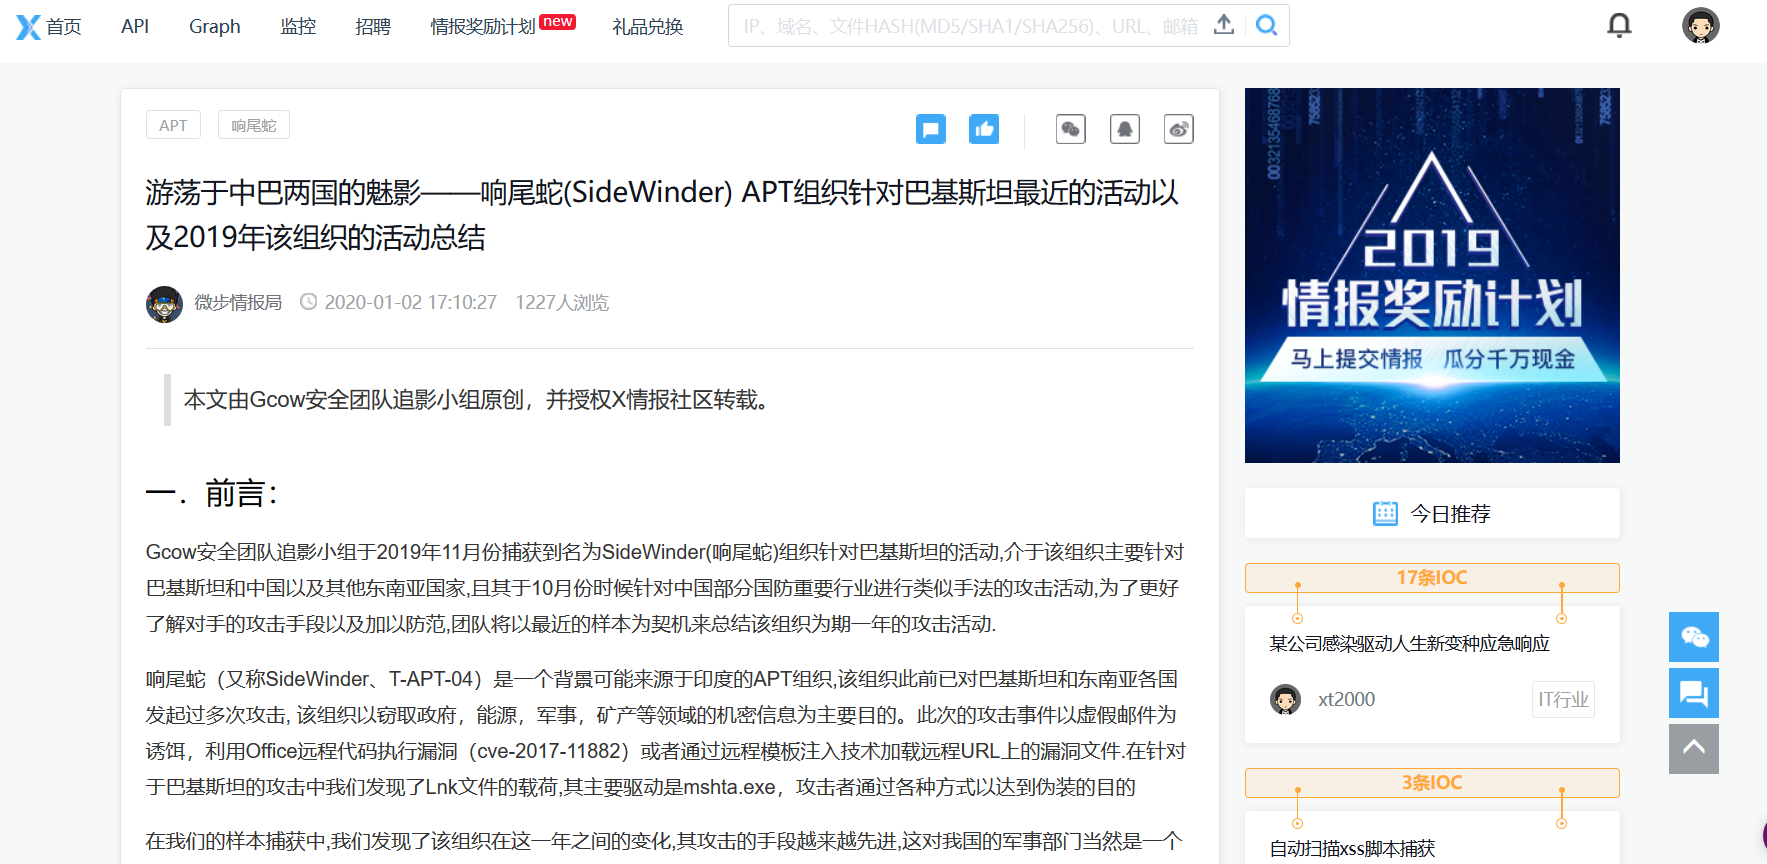 首页 API Graph 监控 招聘 情报奖励计划 new 礼品兑换
IP、域名、文件HASH(MD5/SHA1/SHA256)、URL、邮箱
APT 响尾蛇
游荡于中巴两国的魅影——响尾蛇(SideWinder) APT组织针对巴基斯坦最近的活动以
及2019年该组织的活动总结
微步情报局 2020-01-02 17:10:27 1227人浏览
本文由Gcow安全团队追影小组原创，并授权X情报社区转载。
一．前言：
Gcow安全团队追影小组于2019年11月份捕获到名为SideWinder(响尾蛇)组织针对巴基斯坦的活动,介于该组织主要针对
巴基斯坦和中国以及其他东南亚国家,且其于10月份时候针对中国部分国防重要行业进行类似手法的攻击活动,为了更好
了解对手的攻击手段以及加以防范,团队将以最近的样本为契机来总结该组织为期一年的攻击活动.
响尾蛇（又称SideWinder、T-APT-04）是一个背景可能来源于印度的APT组织,该组织此前已对巴基斯坦和东南亚各国
发起过多次攻击, 该组织以窃取政府，能源，军事，矿产等领域的机密信息为主要目的。此次的攻击事件以虚假邮件为
诱饵，利用Office远程代码执行漏洞（cve-2017-11882）或者通过远程模板注入技术加载远程URL上的漏洞文件.在针对
于巴基斯坦的攻击中我们发现了Lnk文件的载荷,其主要驱动是mshta.exe，攻击者通过各种方式以达到伪装的目的
在我们的样本捕获中,我们发现了该组织在这一年之间的变化,其攻击的手段越来越先进,这对我国的军事部门当然是一个
2019
情报奖励计划
马上提交情报 瓜分千万现金
今日推荐
17条IOC
某公司感染驱动人生新变种应急响应
xt2000 IT行业
3条IOC
自动扫描xss脚本捕获